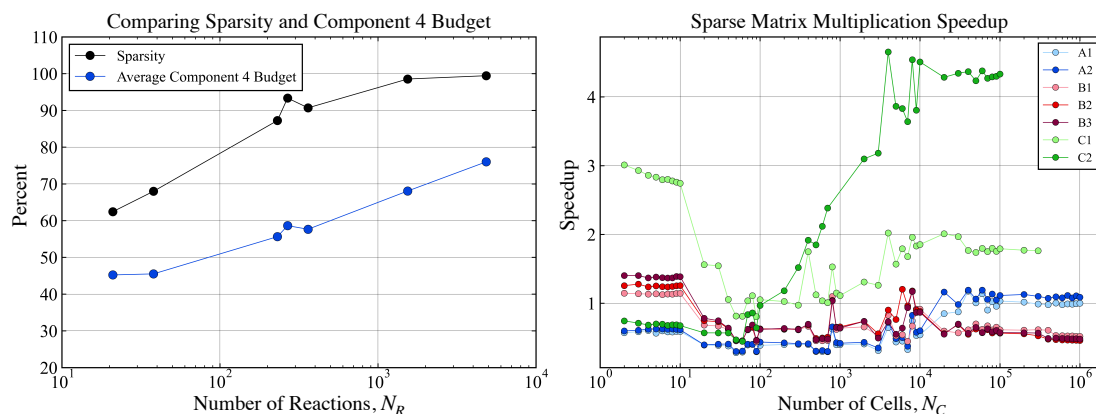 Comparing Sparsity and Component 4 Budget
110
100
90
80
70
60
50
40
30
20
10¹
10²
10³
10⁴
Percent
Number of Reactions, N_R
Sparsity
Average Component 4 Budget
Sparse Matrix Multiplication Speedup
4
3
2
1
10⁰
10¹
10²
10³
10⁴
10⁵
10⁶
Speedup
Number of Cells, N_C
A1
A2
B1
B2
B3
C1
C2